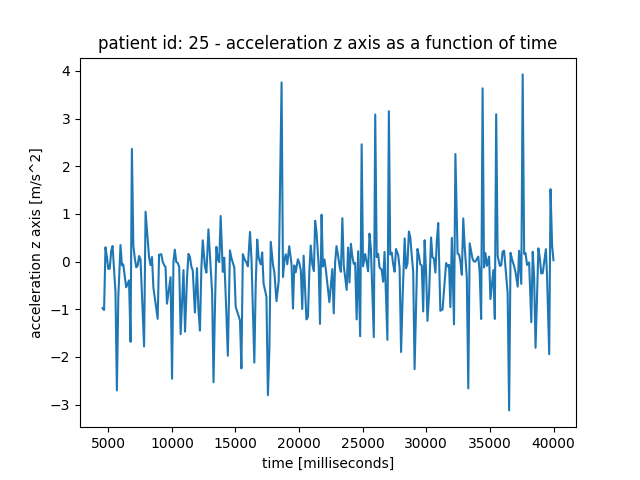 patient id: 25 - acceleration z axis as a function of time
acceleration z axis [m/s^2]
4
3
2
1
0
−1
−2
−3
5000 10000 15000 20000 25000 30000 35000 40000
time [milliseconds]